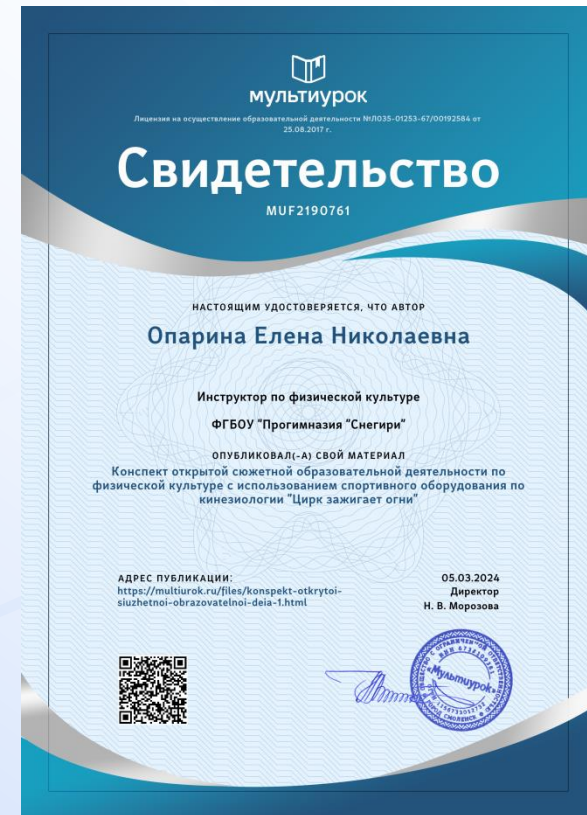 мультиурок
Лицензия на осуществление образовательной деятельности №Л035-01253-67/00192584 от
25.08.2017 г.
Свидетельство
MUF2190761
НАСТОЯЩИМ УДОСТОВЕРЯЕТСЯ, ЧТО АВТОР
Опарина Елена Николаевна
Инструктор по физической культуре
ФГБОУ "Прогимназия "Снегири"
ОПУБЛИКОВАЛ(-А) СВОЙ МАТЕРИАЛ
Конспект открытой сюжетной образовательной деятельности по
физической культуре с использованием спортивного оборудования по
кинезиологии "Цирк зажигает огни"
АДРЕС ПУБЛИКАЦИИ:
https://multiurok.ru/files/konspekt-otkrytoi-
siuzhetnoi-obrazovatelnoi-deia-1.html
05.03.2024
Директор
Н. В. Морозова
«Мультиурок»